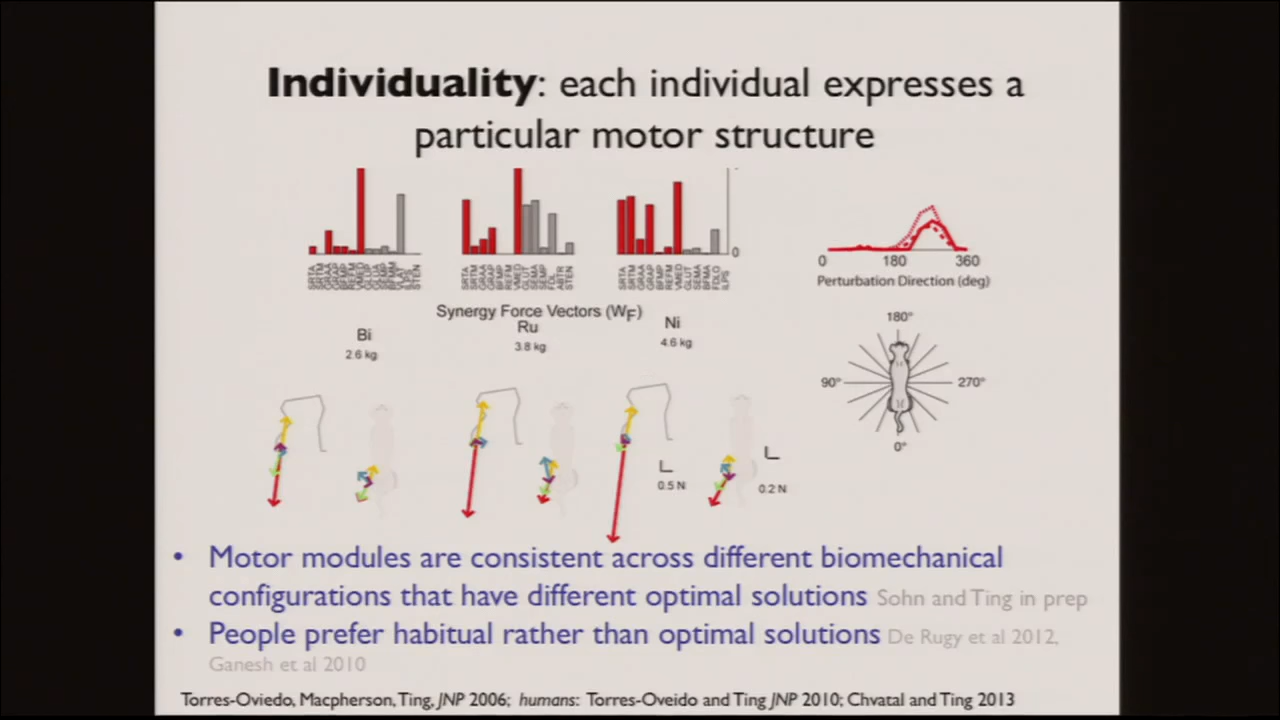 Individuality: each individual expresses a
particular motor structure
0
0 180 360
Perturbation Direction (deg)
Synergy Force Vectors (WF)
Bi
2.6 kg
Ru
3.8 kg
Ni
4.6 kg
180°
90° 270°
0°
0.5 N
0.2 N
• Motor modules are consistent across different biomechanical
configurations that have different optimal solutions Sohn and Ting in prep
• People prefer habitual rather than optimal solutions De Rugy et al 2012,
Ganesh et al 2010
Torres-Oviedo, Macpherson, Ting, JNP 2006; humans: Torres-Oveido and Ting JNP 2010; Chvatal and Ting 2013